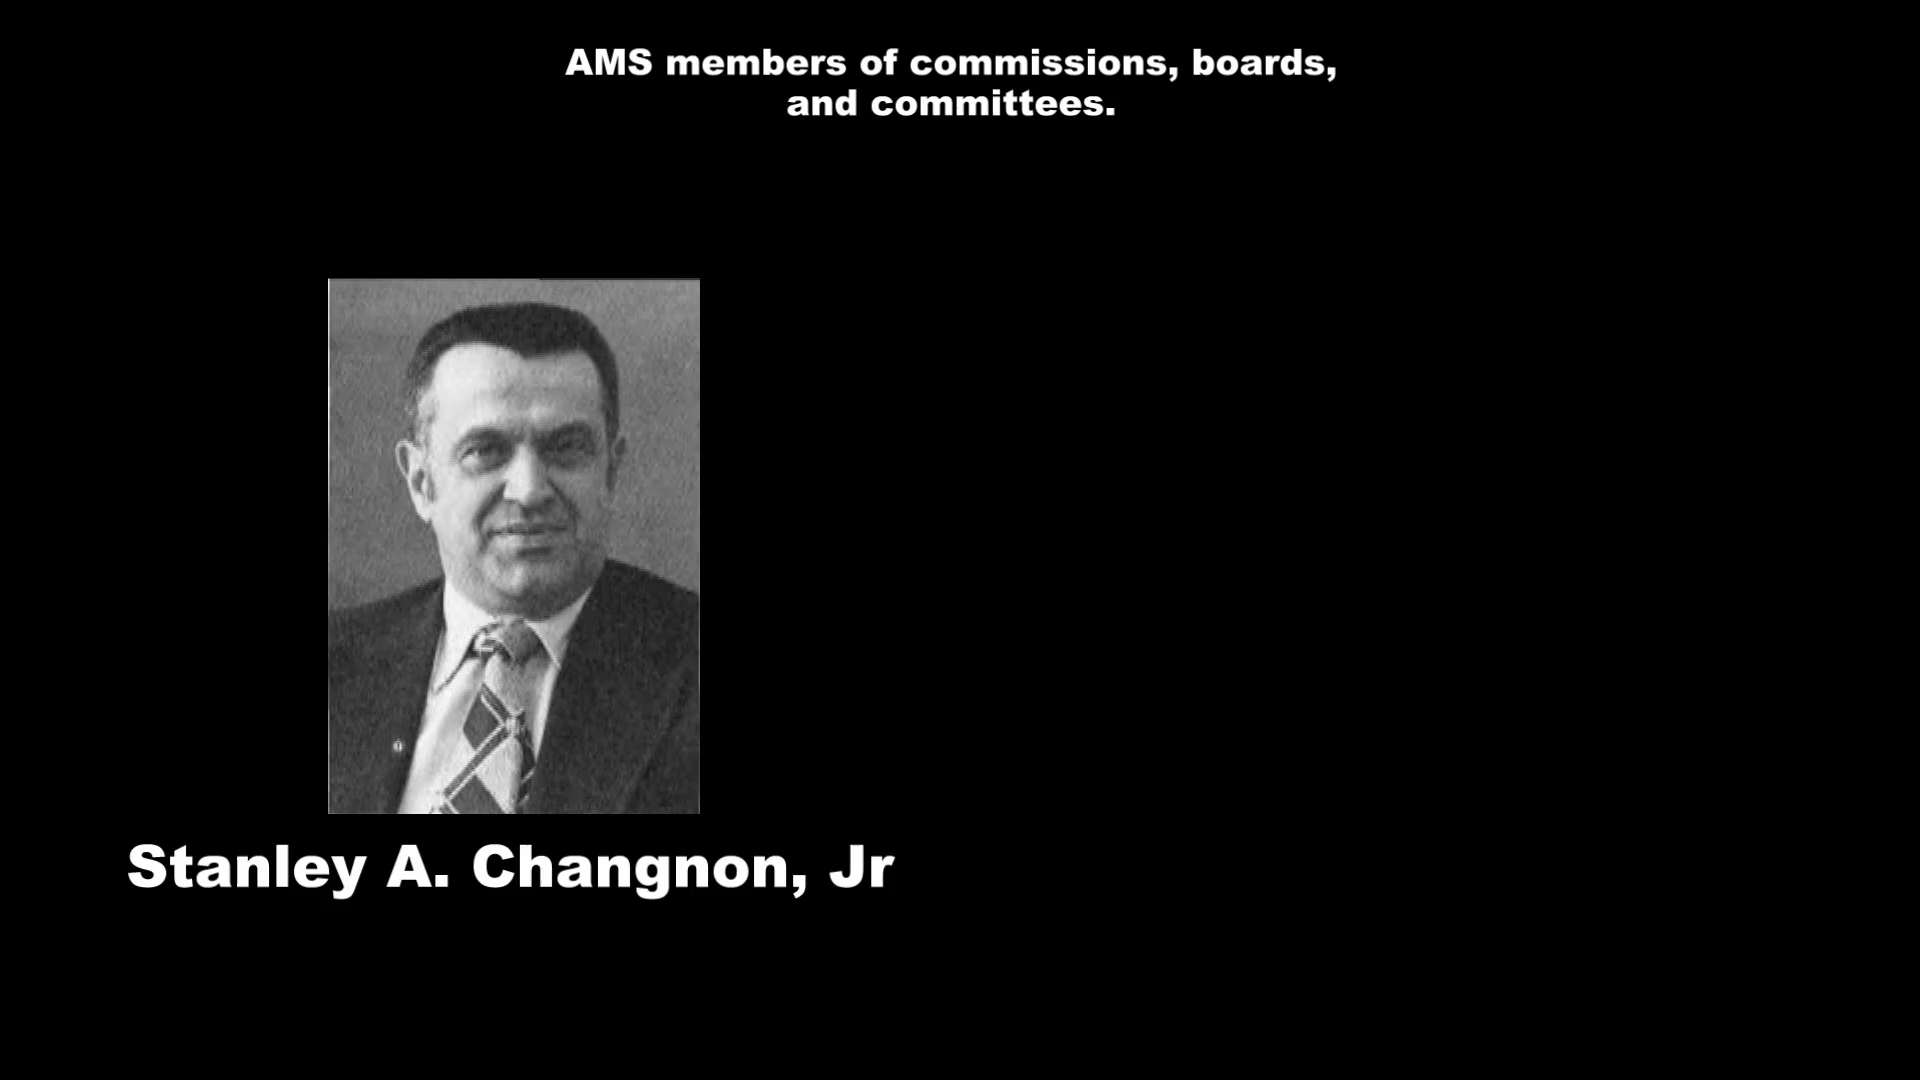 AMS members of commissions, boards,
and committees.
Stanley A. Changnon, Jr